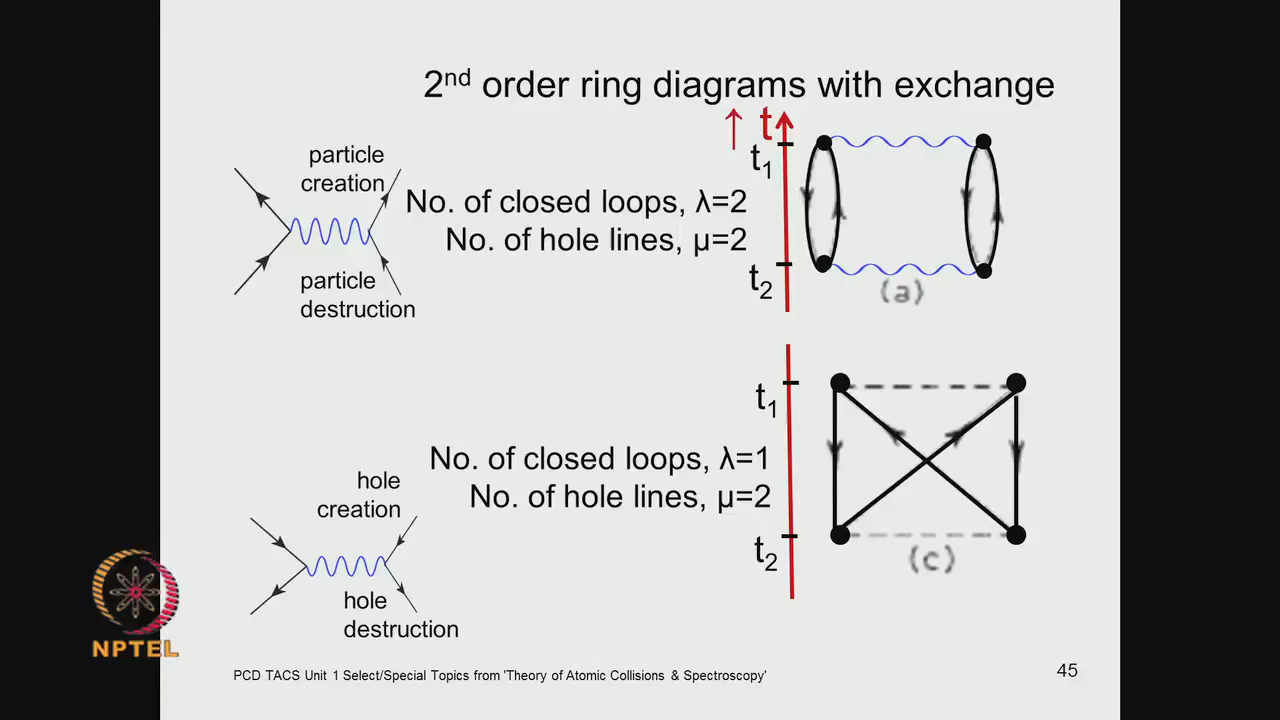 2nd order ring diagrams with exchange
↑ t
particle
creation
t1
No. of closed loops, λ=2
No. of hole lines, μ=2
particle
destruction
t2
(a)
t1
No. of closed loops, λ=1
No. of hole lines, μ=2
hole
creation
t2
(c)
hole
destruction
NPTEL
PCD TACS Unit 1 Select/Special Topics from 'Theory of Atomic Collisions & Spectroscopy'
45